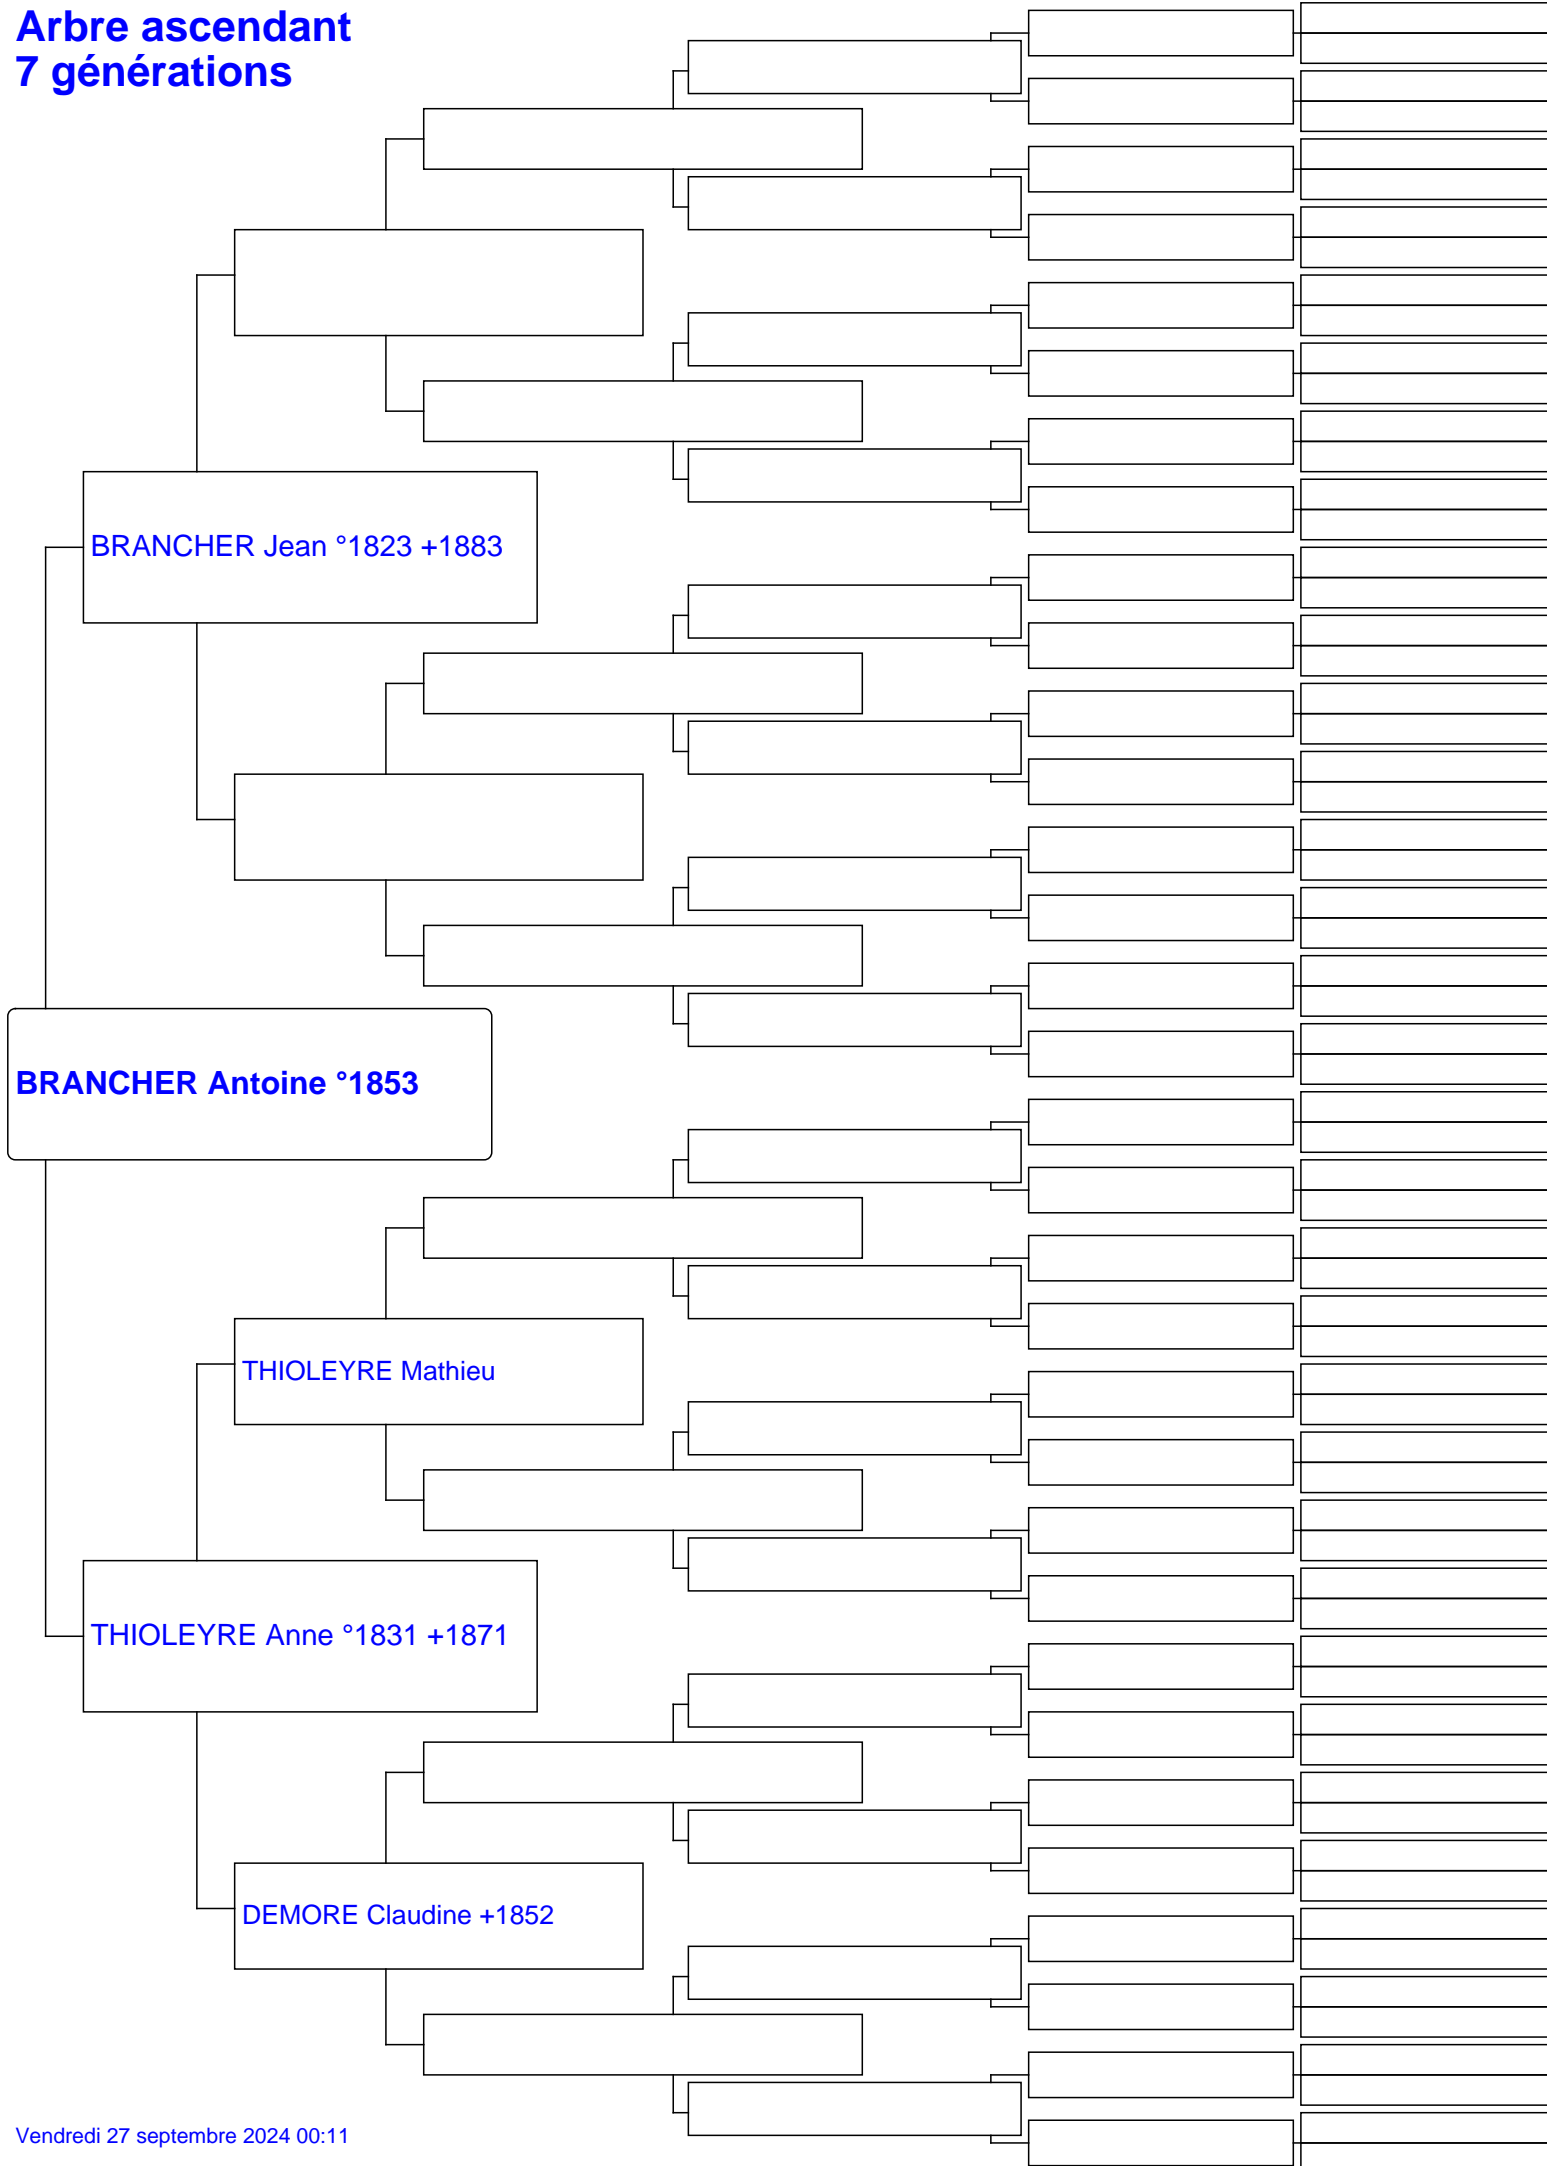 Arbre ascendant
7 générations
BRANCHER Jean °1823 +1883
BRANCHER Antoine °1853
THIOLEYRE Mathieu
THIOLEYRE Anne °1831 +1871
DEMORE Claudine +1852
Vendredi 27 septembre 2024 00:11